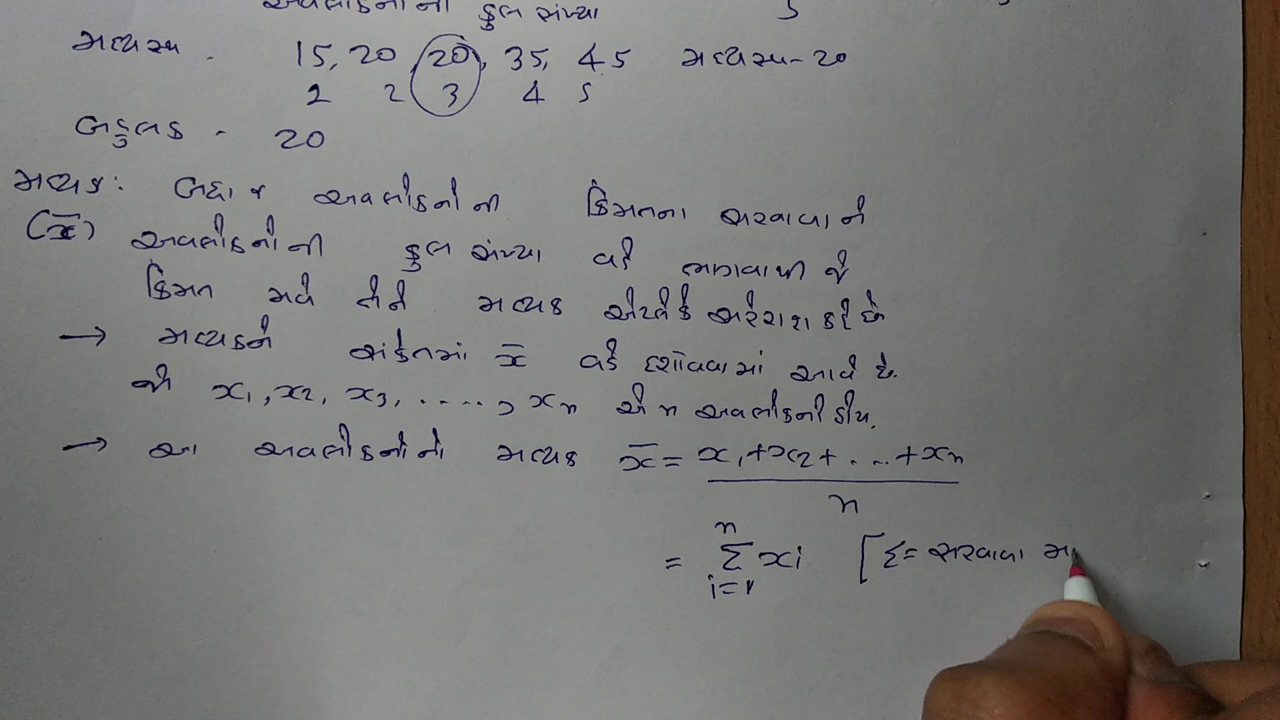 અવલોકનોની કુલ સંખ્યા 5
મધ્યસ્થ - 15, 20, 20, 35, 45 મધ્યસ્થ - 20
1 2 3 4 5
બહુલક - 20
મધ્યક : બધા જ અવલોકનોની કિંમતના સરવાળાને
(x̄) અવલોકનોની કુલ સંખ્યા વડે ભાગવાથી જે
કિંમત મળે તેને મધ્યક એટલેકે સરેરાશ કહે છે
→ મધ્યકને સંકેતમાં x̄ વડે દર્શાવવામાં આવે છે.
જો x₁, x₂, x₃, ....., xₙ એ n અવલોકનો હોય.
→ આ અવલોકનોનો મધ્યક x̄ = x₁+x₂+...+xₙ
n
= n Σ i=1 xᵢ [Σ= સરવાળા મા